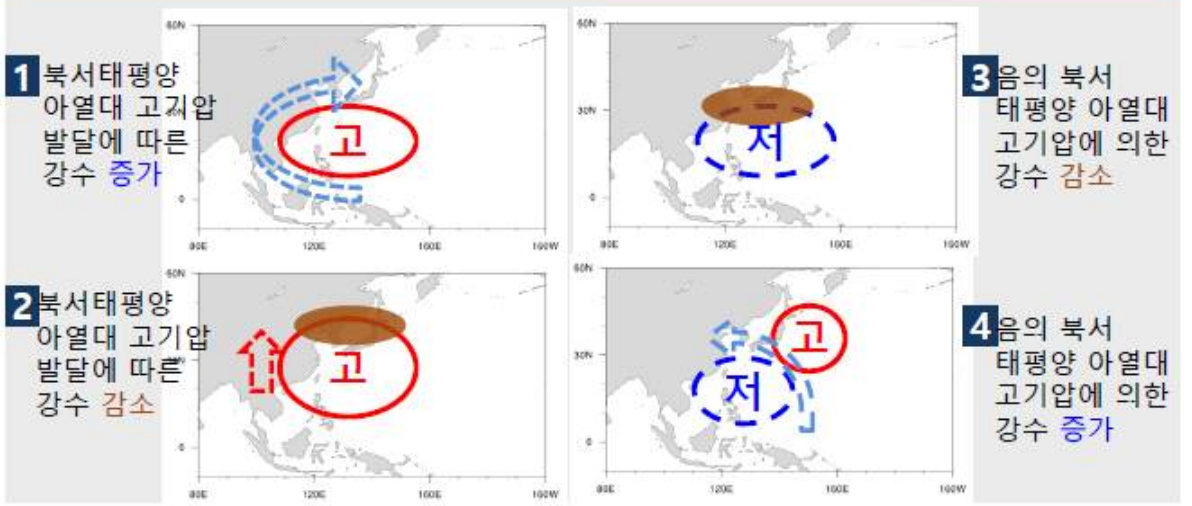 1 북서태평양
아열대 고기압
발달에 따른
강수 증가
60N
30N
0
80E 120E 160E 160W
고
2 북서태평양
아열대 고기압
발달에 따른
강수 감소
60N
30N
0
80E 120E 160E 160W
고
3 음의 북서
태평양 아열대
고기압에 의한
강수 감소
60N
30N
0
80E 120E 160E 160W
저
4 음의 북서
태평양 아열대
고기압에 의한
강수 증가
60N
30N
0
80E 120E 160E 160W
고
저